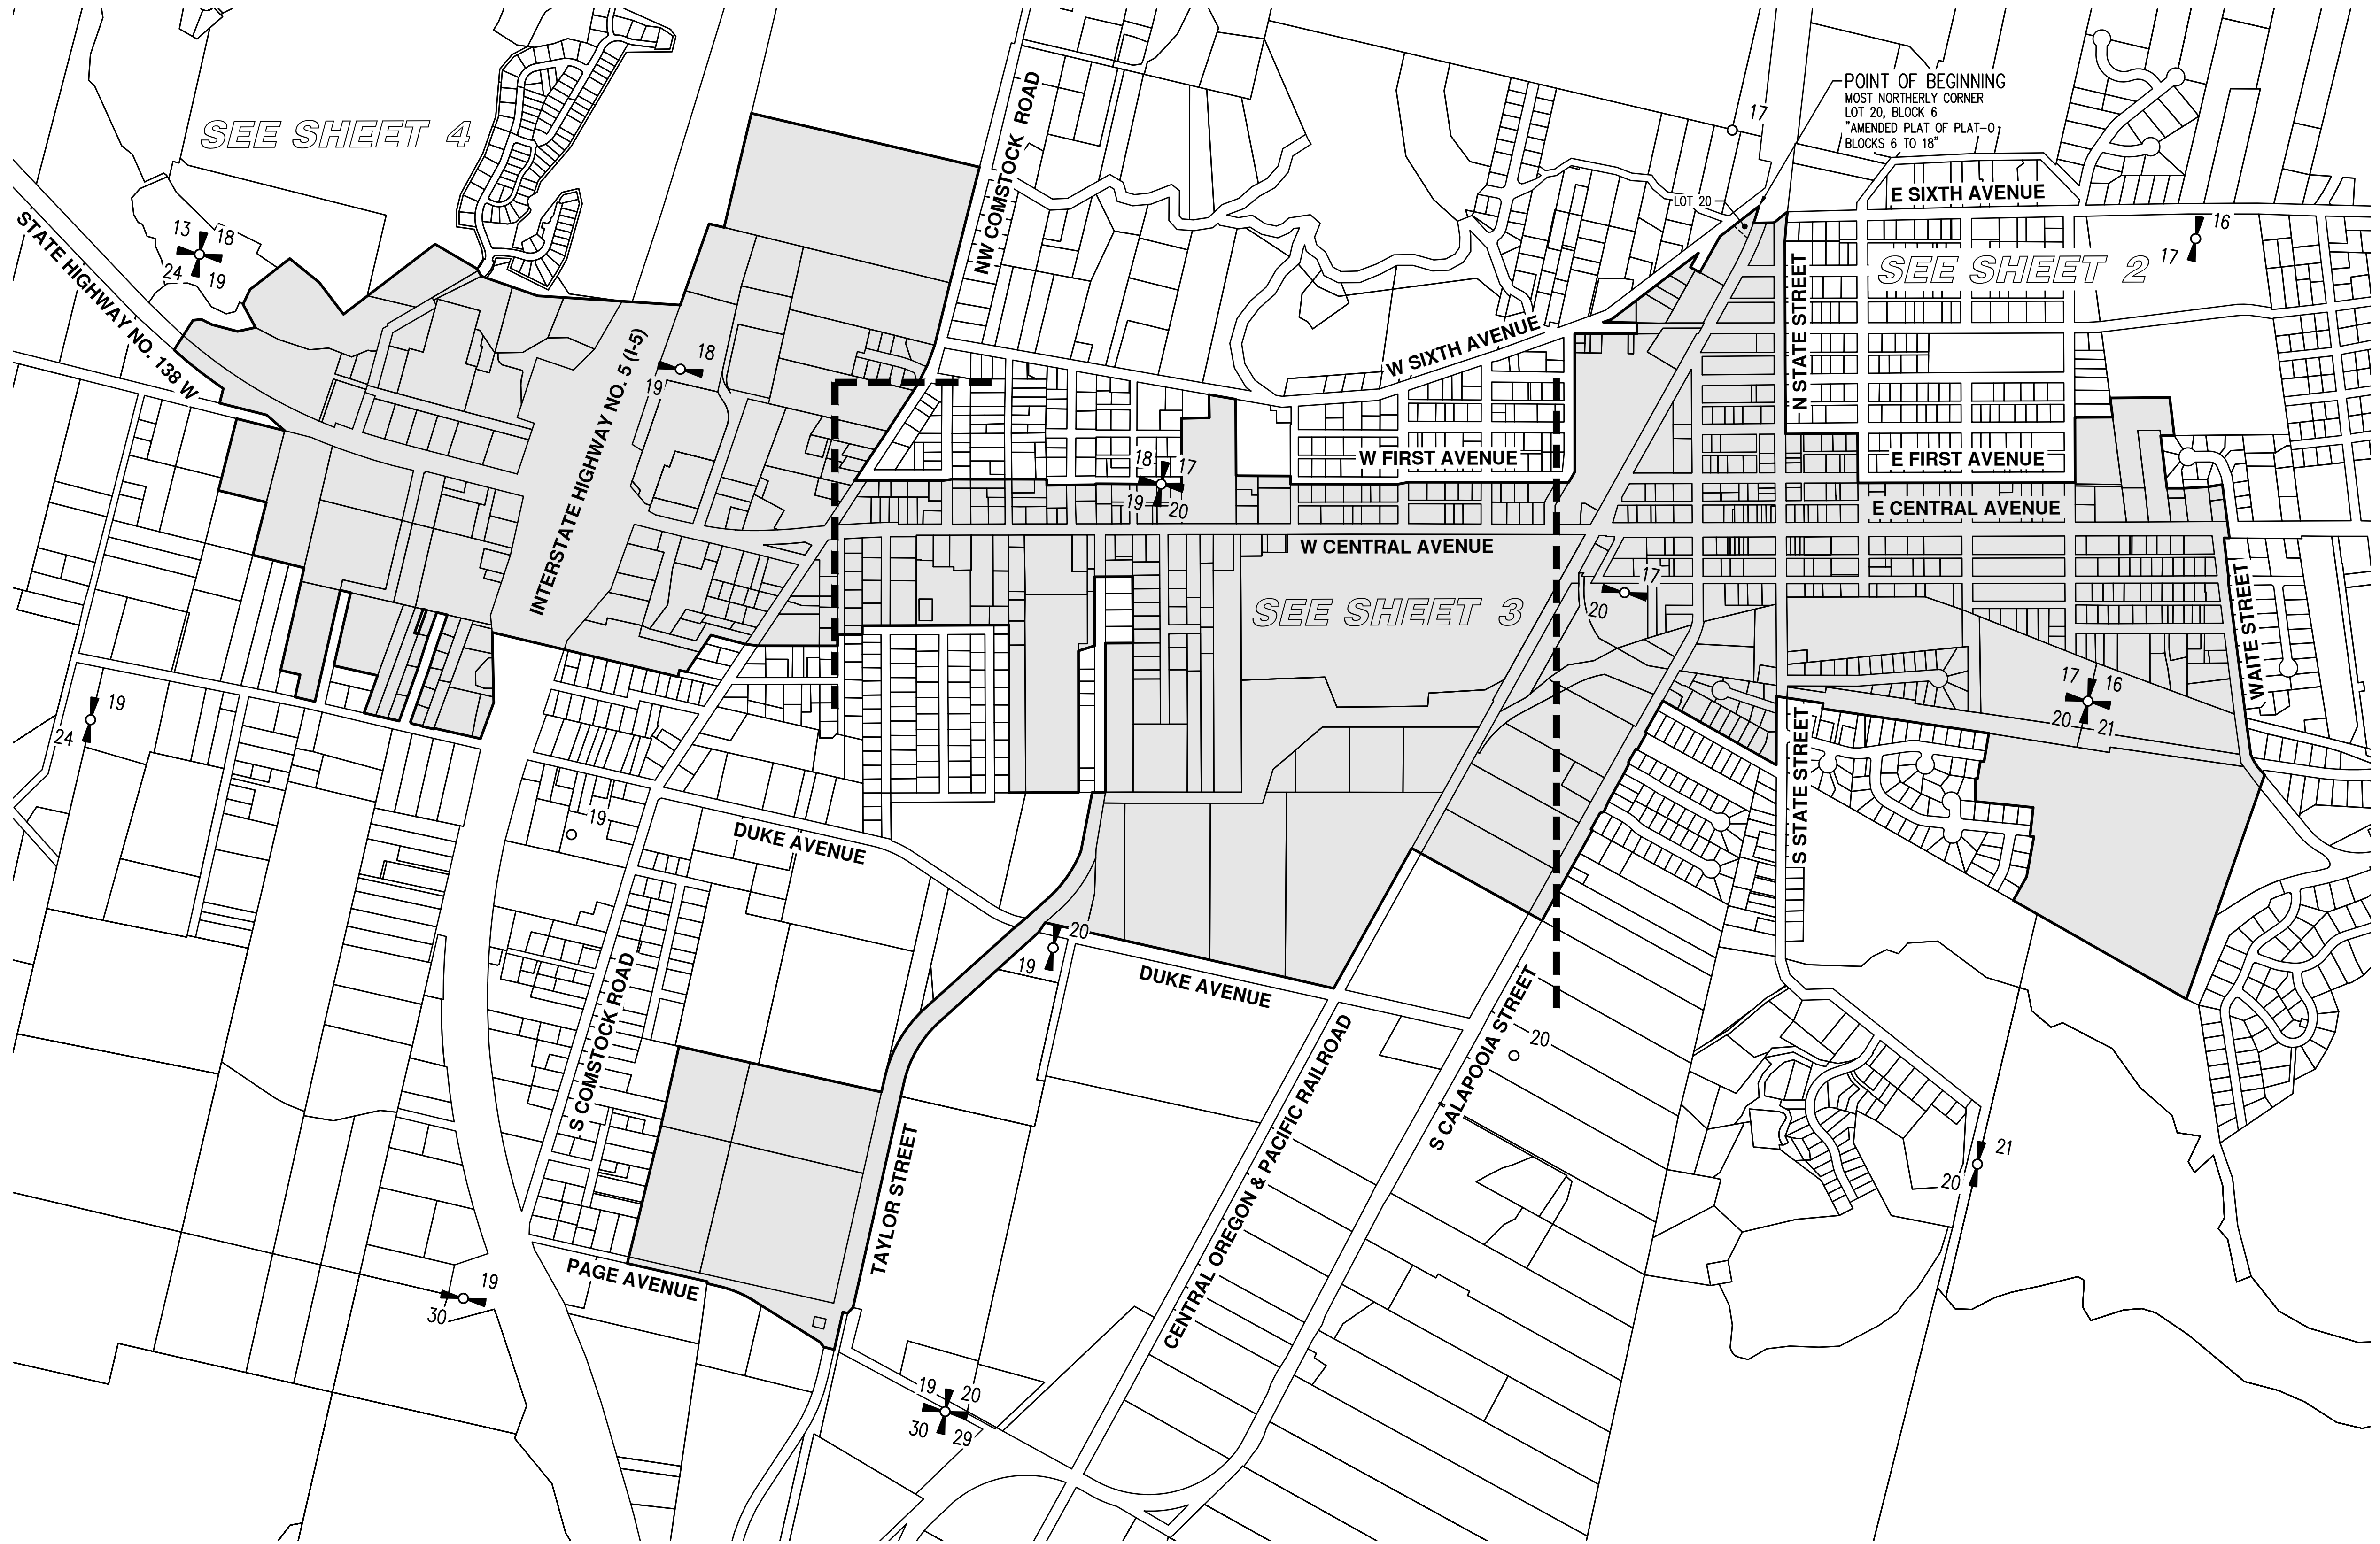 POINT OF BEGINNING
MOST NORTHERLY CORNER
LOT 20, BLOCK 6
"AMENDED PLAT OF PLAT-O,
BLOCKS 6 TO 18"
17
SEE SHEET 4
NW COMSTOCK ROAD
E SIXTH AVENUE
LOT 20
STATE HIGHWAY NO. 138 W
13
18
24
19
16
17
SEE SHEET 2
N STATE STREET
INTERSTATE HIGHWAY NO. 5 (I-5)
18
19
W SIXTH AVENUE
W FIRST AVENUE
E FIRST AVENUE
18
17
19
20
E CENTRAL AVENUE
W CENTRAL AVENUE
17
20
SEE SHEET 3
WAITE STREET
17
16
20
21
19
24
S STATE STREET
19
DUKE AVENUE
20
19
DUKE AVENUE
S COMSTOCK ROAD
20
S CALAPOOIA STREET
CENTRAL OREGON & PACIFIC RAILROAD
TAYLOR STREET
21
20
PAGE AVENUE
19
30
19
20
30
29